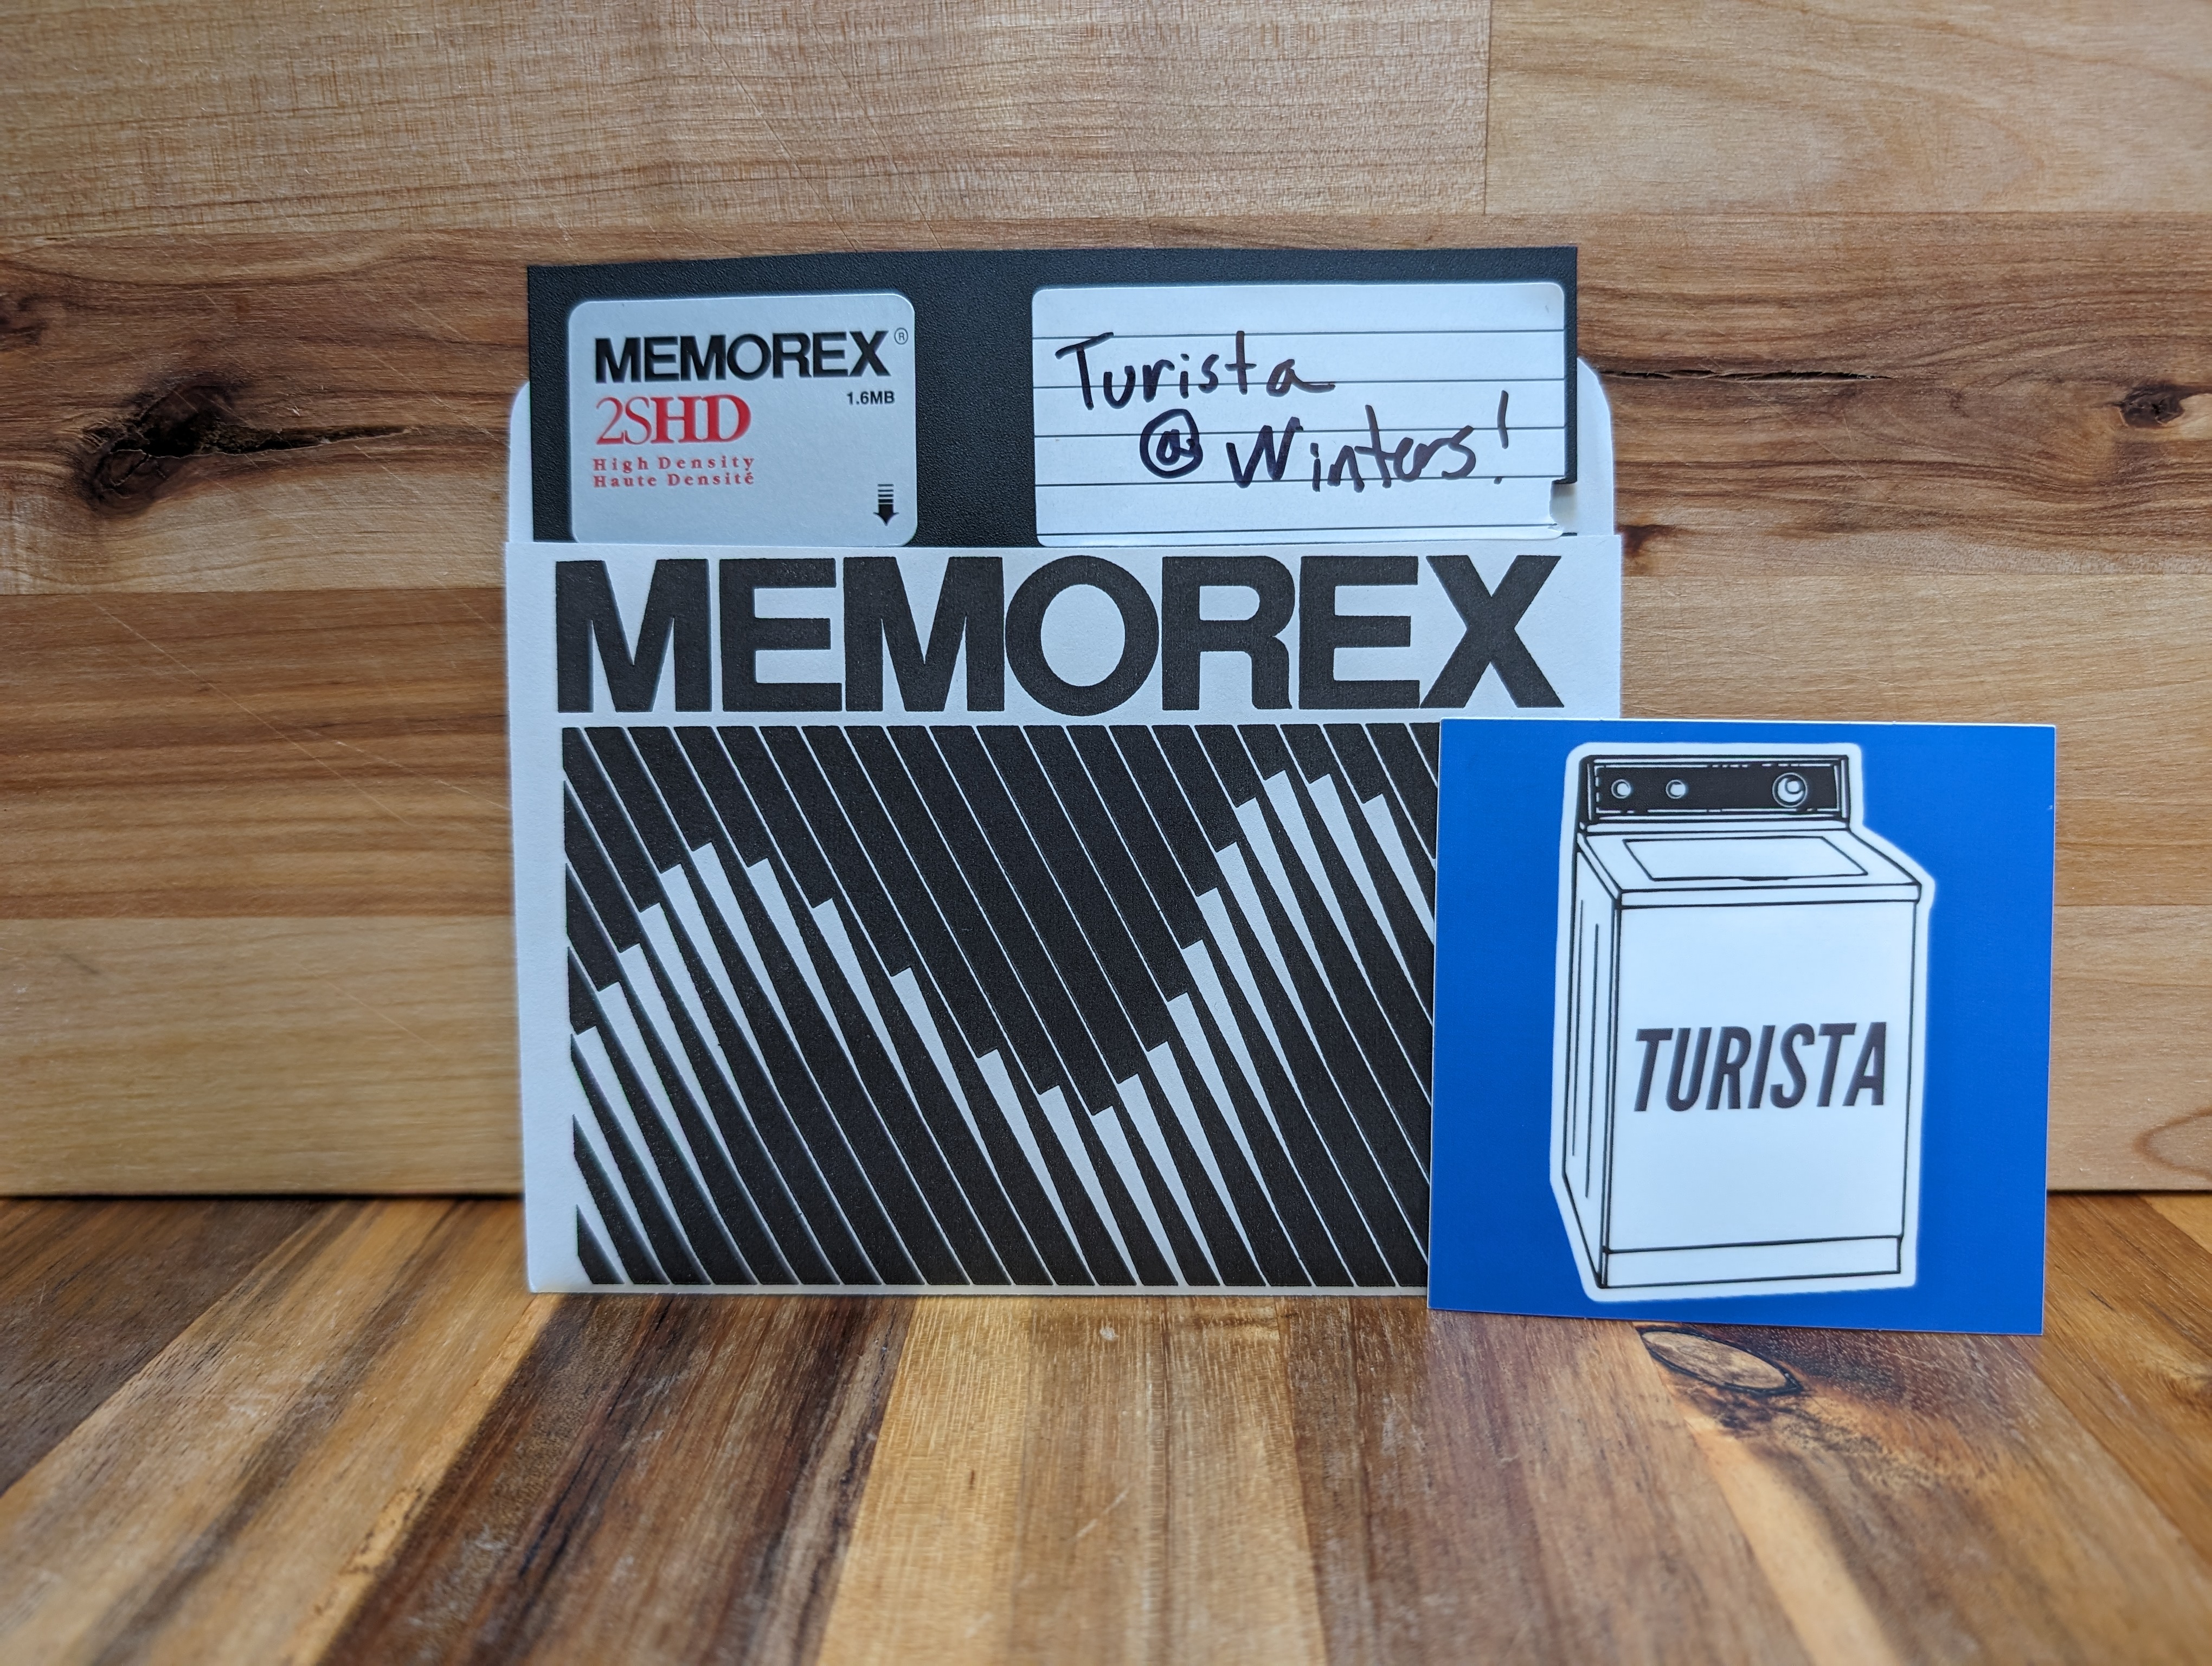 MEMOREX®
1.6MB
2SHD
High Density
Haute Densité
Turista
@ Winters!
MEMOREX
TURISTA